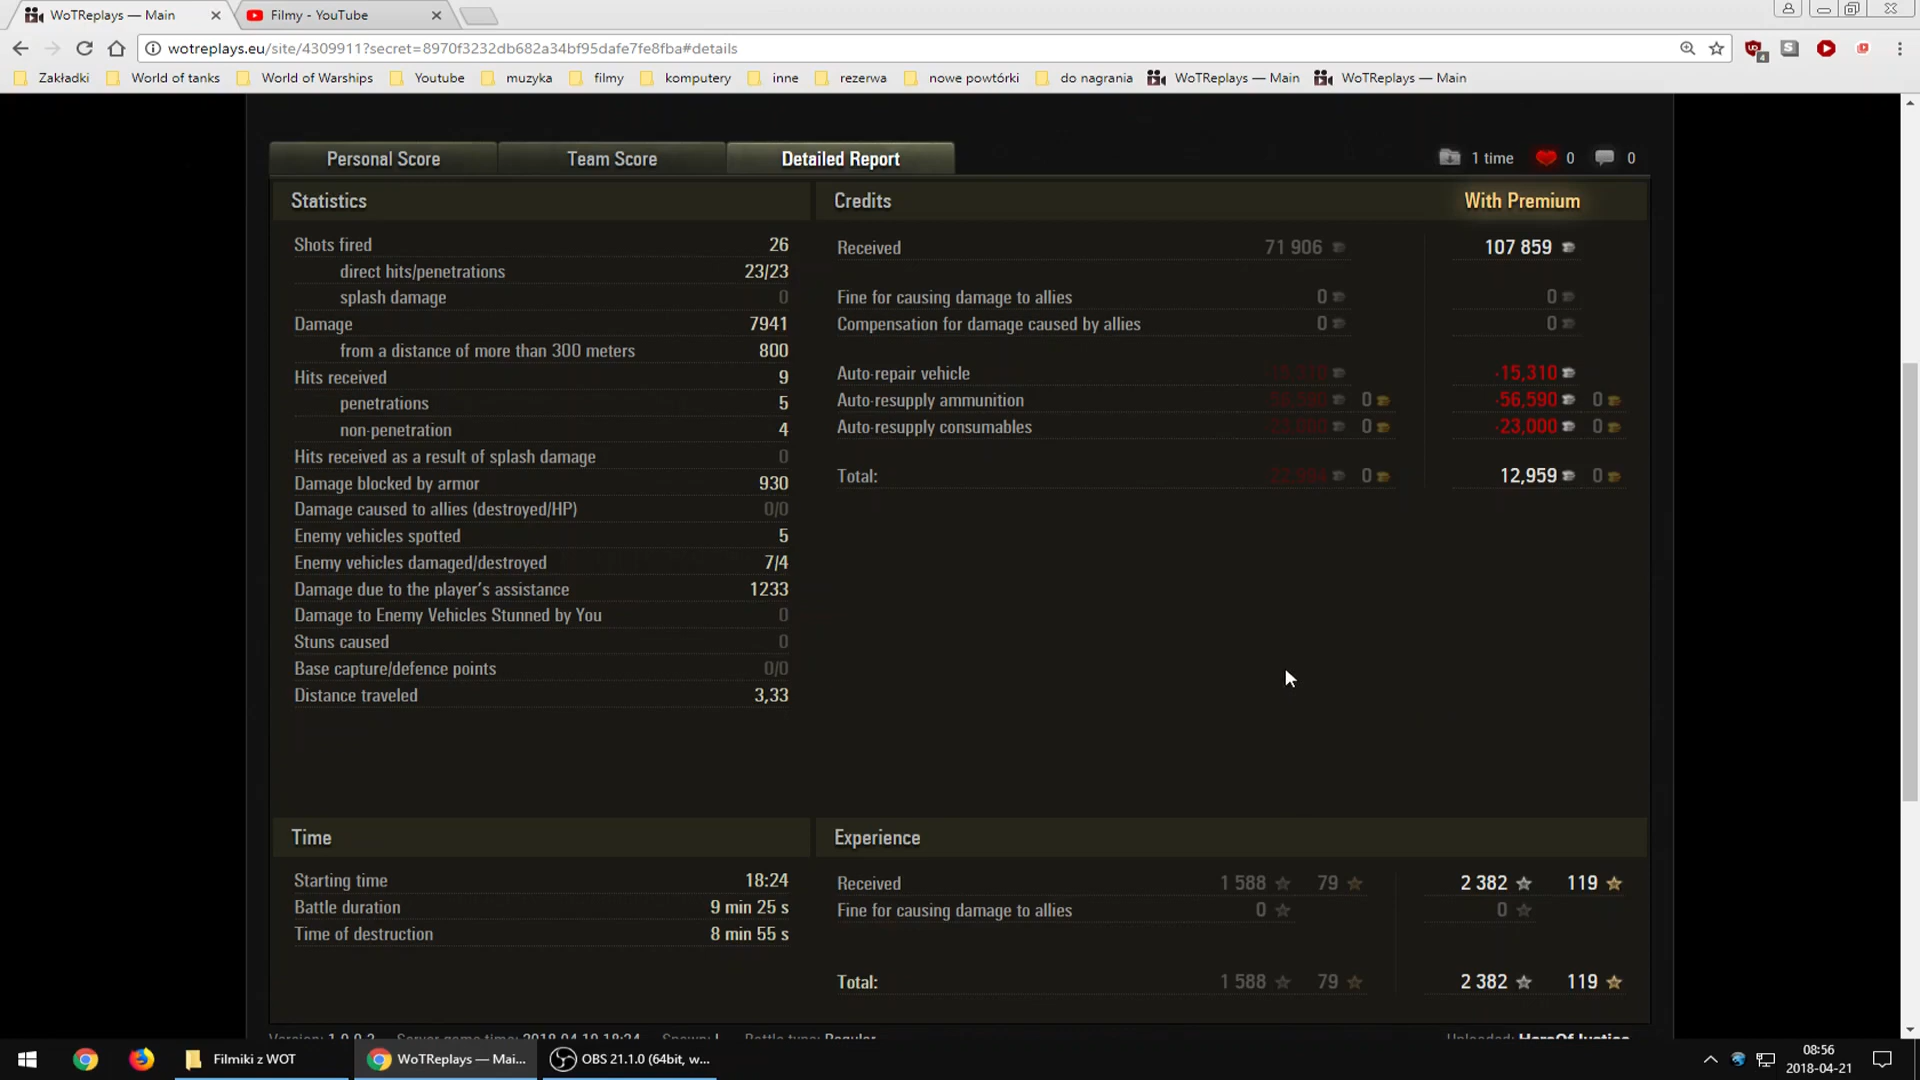 WoTReplays — Main
Filmy - YouTube
wotreplays.eu/site/4309911?secret=8970f3232db682a34bf95dafe7fe8fba#details
4
Zakładki World of tanks World of Warships Youtube muzyka filmy komputery inne rezerwa nowe powtórki do nagrania WoTReplays — Main WoTReplays — Main
Personal Score Team Score Detailed Report 1 time 0 0
Statistics
Shots fired 26
direct hits/penetrations 23/23
splash damage 0
Damage 7941
from a distance of more than 300 meters 800
Hits received 9
penetrations 5
non-penetration 4
Hits received as a result of splash damage 0
Damage blocked by armor 930
Damage caused to allies (destroyed/HP) 0/0
Enemy vehicles spotted 5
Enemy vehicles damaged/destroyed 7/4
Damage due to the player's assistance 1233
Damage to Enemy Vehicles Stunned by You 0
Stuns caused 0
Base capture/defence points 0/0
Distance traveled 3,33
Credits With Premium
Received 71 906 107 859
Fine for causing damage to allies 0 0
Compensation for damage caused by allies 0 0
Auto-repair vehicle -15,310 -15,310
Auto-resupply ammunition -56,590 0 -56,590 0
Auto-resupply consumables -23,000 0 -23,000 0
Total: 0 12,959 0
Time
Starting time 18:24
Battle duration 9 min 25 s
Time of destruction 8 min 55 s
Experience
Received 1 588 79 2 382 119
Fine for causing damage to allies 0 0
Total: 1 588 79 2 382 119
Filmiki z WOT
WoTReplays — Mai...
OBS 21.1.0 (64bit, w...
08:56
2018-04-21